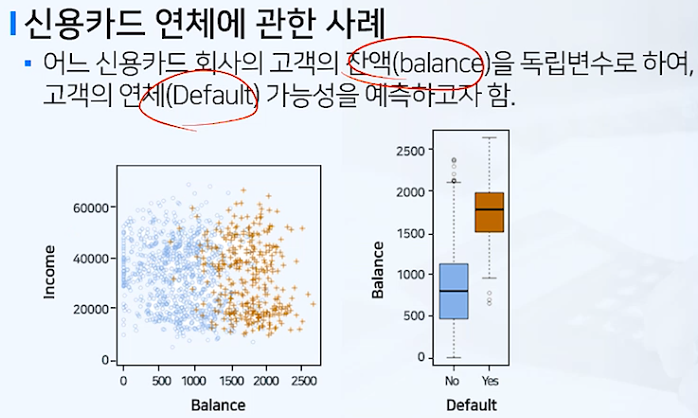 신용카드 연체에 관한 사례
▪ 어느 신용카드 회사의 고객의 잔액(balance)을 독립변수로 하여,
고객의 연체(Default) 가능성을 예측하고자 함.
Income
60000
40000
20000
0
0 500 1000 1500 2000 2500
Balance
Balance
2500
2000
1500
1000
500
0
No Yes
Default